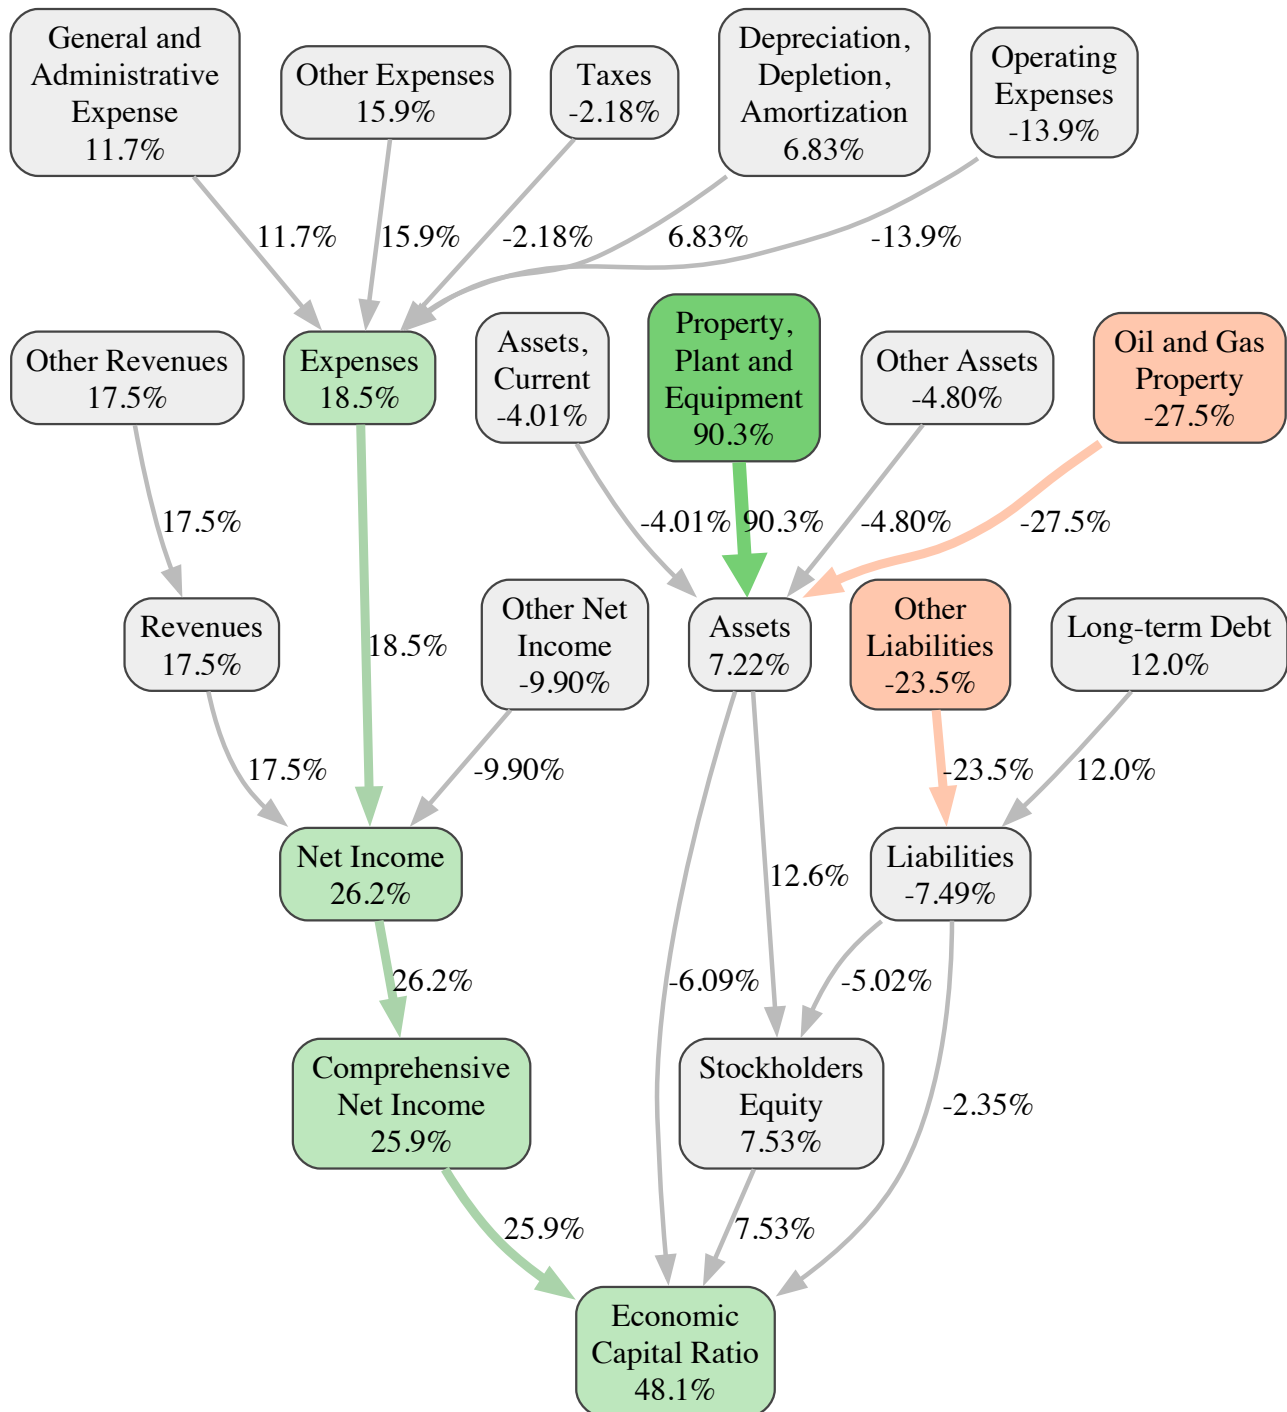 General and
Administrative
Expense
11.7%
Other Expenses
15.9%
Taxes
-2.18%
Depreciation,
Depletion,
Amortization
6.83%
Operating
Expenses
-13.9%
11.7%
15.9%
-2.18%
6.83%
-13.9%
Other Revenues
17.5%
Expenses
18.5%
Assets,
Current
-4.01%
Property,
Plant and
Equipment
90.3%
Other Assets
-4.80%
Oil and Gas
Property
-27.5%
17.5%
-4.01%
90.3%
-4.80%
-27.5%
Revenues
17.5%
18.5%
Other Net
Income
-9.90%
Assets
7.22%
Other
Liabilities
-23.5%
Long-term Debt
12.0%
17.5%
-9.90%
-23.5%
12.0%
Net Income
26.2%
12.6%
Liabilities
-7.49%
26.2%
-6.09%
-5.02%
Comprehensive
Net Income
25.9%
Stockholders
Equity
7.53%
-2.35%
25.9%
7.53%
Economic
Capital Ratio
48.1%